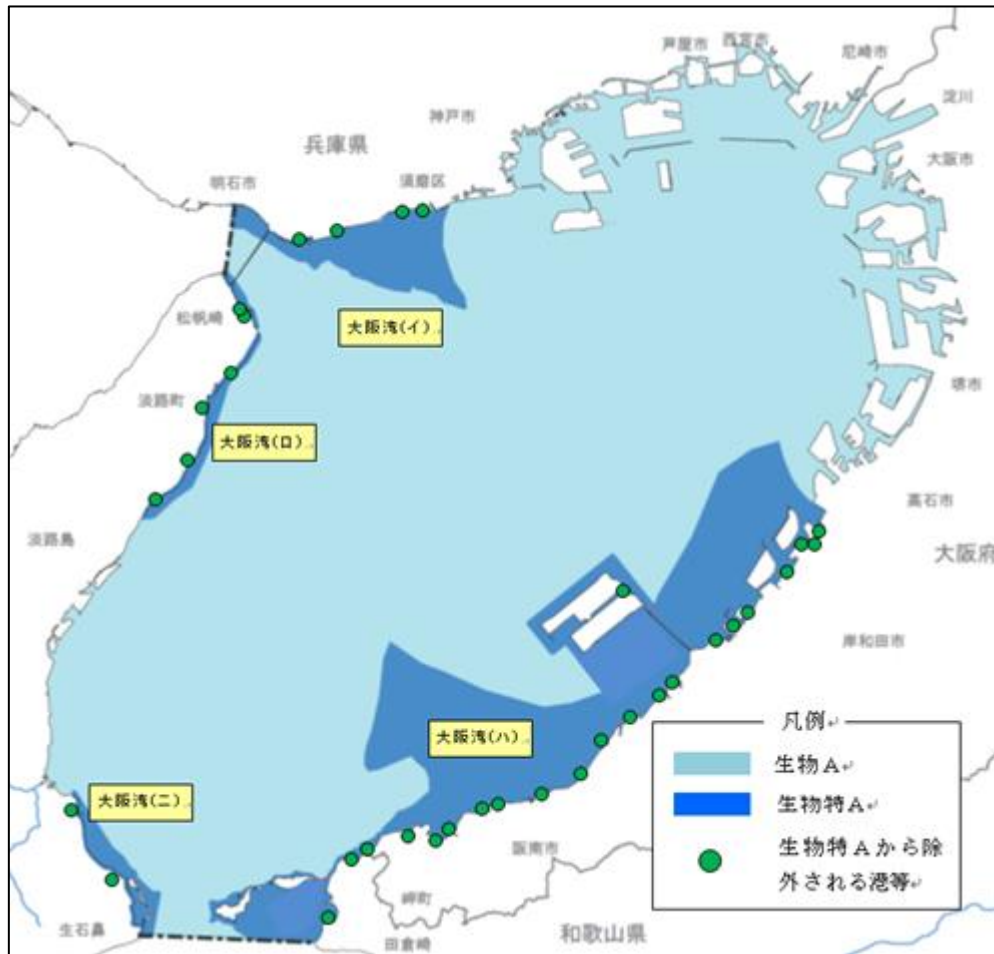 芦屋市
西宮市
尼崎市
淀川
神戸市
兵庫県
大阪市
明石市
須磨区
松帆崎
大阪湾(イ)
堺市
淡路町
大阪湾(ロ)
高石市
淡路島
大阪府
岸和田市
大阪湾(ハ)
大阪湾(ニ)
阪南市
岬町
生石鼻
田倉崎
和歌山県
凡例
生物A
生物特A
生物特Aから除
外される港等